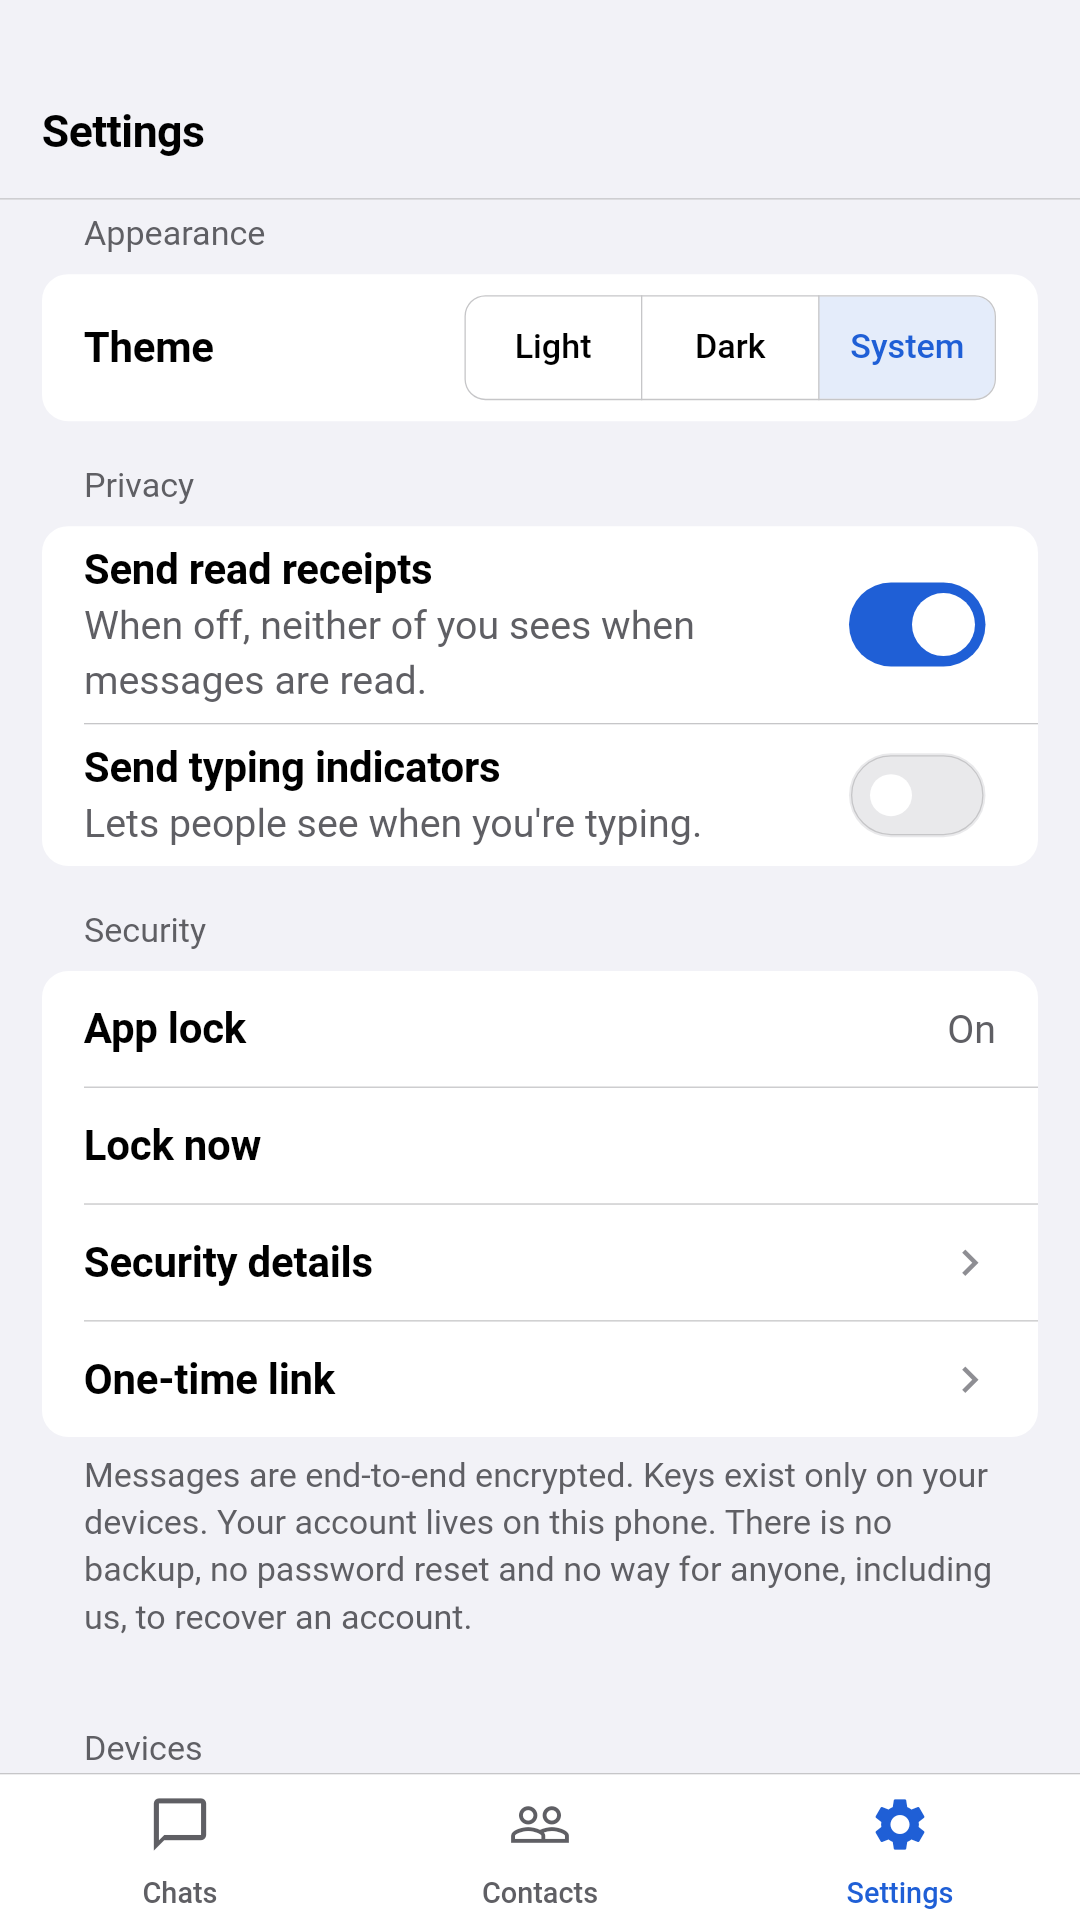 Settings
Appearance
Theme
Light
Dark
System
Privacy
Send read receipts
When off, neither of you sees when
messages are read.
Send typing indicators
Lets people see when you're typing.
Security
App lock
On
Lock now
Security details
One-time link
Messages are end-to-end encrypted. Keys exist only on your
devices. Your account lives on this phone. There is no
backup, no password reset and no way for anyone, including
us, to recover an account.
Devices
Chats
Contacts
Settings